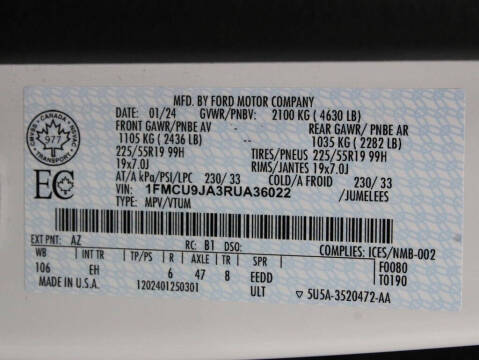 MFD. BY FORD MOTOR COMPANY
DATE: 01/24 GVWR/PNBV: 2100 KG ( 4630 LB)
FRONT GAWR/PNBE AV REAR GAWR/ PNBE AR
1105 KG ( 2436 LB) 1035 KG ( 2282 LB)
225/55R19 99H TIRES/PNEUS 225/55R19 99H
19x7.0J RIMS/JANTES 19x7.0J
AT/A kPa/PSI/LPC 230/ 33 COLD/A FROID 230/ 33
VIN: 1FMCU9JA3RUA36022 /JUMELEES
TYPE: MPV/VTUM
CANADA
977
TRANSPORT
EC
EXT PNT: AZ RC: B1 DSO: COMPLIES: ICES/NMB-002
WB INT TR TP/PS R AXLE TR SPR F0080
106 EH 6 47 8 EEDD T0190
MADE IN U.S.A. 1202401250301 ULT 5U5A-3520472-AA